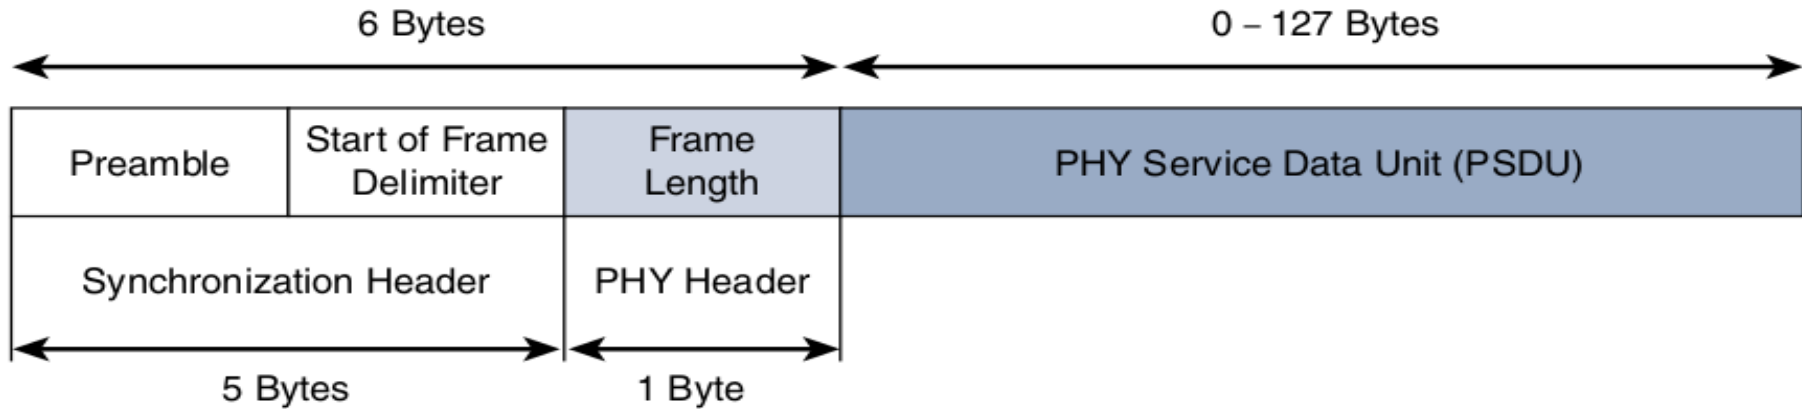 6 Bytes
0 – 127 Bytes
Preamble
Start of Frame
Delimiter
Frame
Length
PHY Service Data Unit (PSDU)
Synchronization Header
PHY Header
5 Bytes
1 Byte